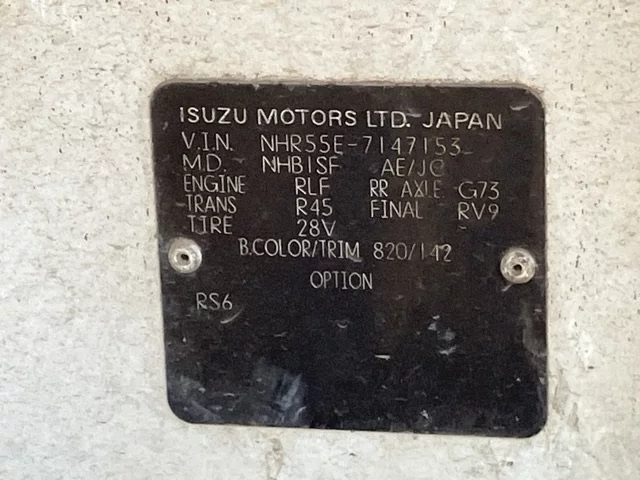 ISUZU MOTORS LTD. JAPAN
V.I.N. NHR55E-7147153
M.D. NHB1SF AE/JC
ENGINE RLF RR AXLE G73
TRANS R45 FINAL RV9
TIRE 28V
B.COLOR/TRIM 820/142
OPTION
RS6